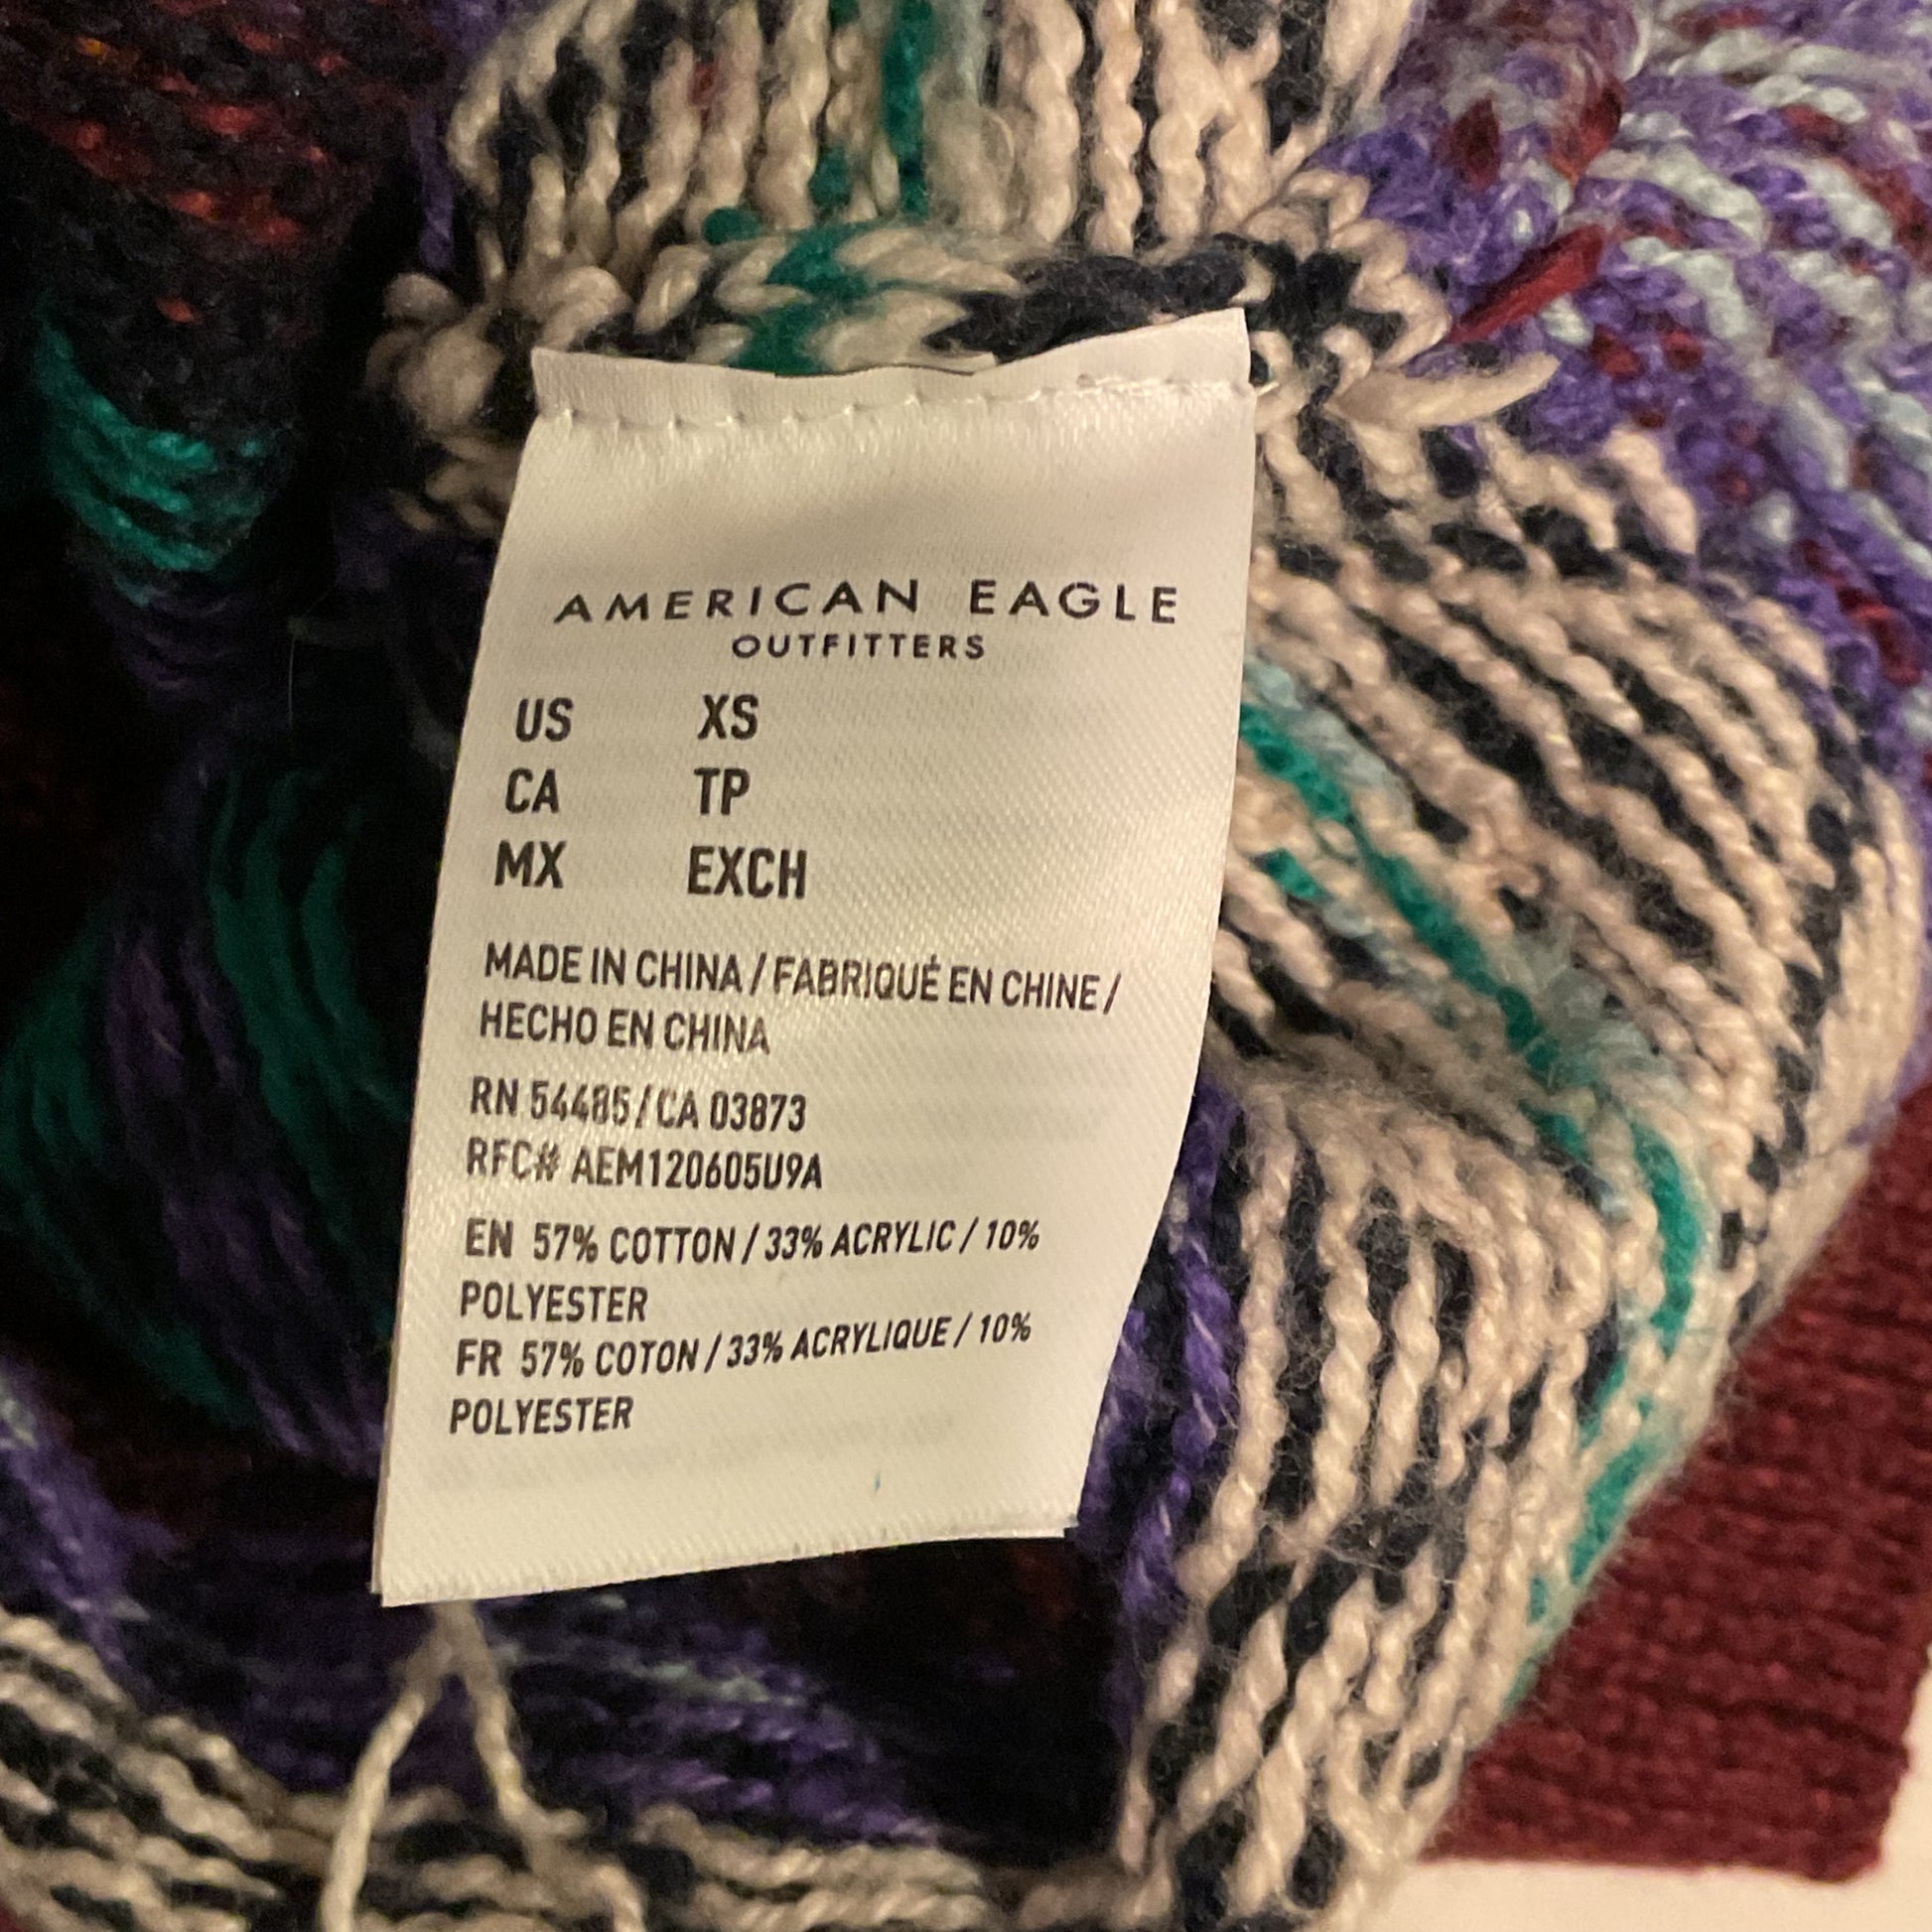 AMERICAN EAGLE
OUTFITTERS
US XS
CA TP
MX EXCH
MADE IN CHINA / FABRIQUÉ EN CHINE /
HECHO EN CHINA
RN 54485 / CA 03873
RFC# AEM120605U9A
EN 57% COTTON / 33% ACRYLIC / 10%
POLYESTER
FR 57% COTON / 33% ACRYLIQUE / 10%
POLYESTER